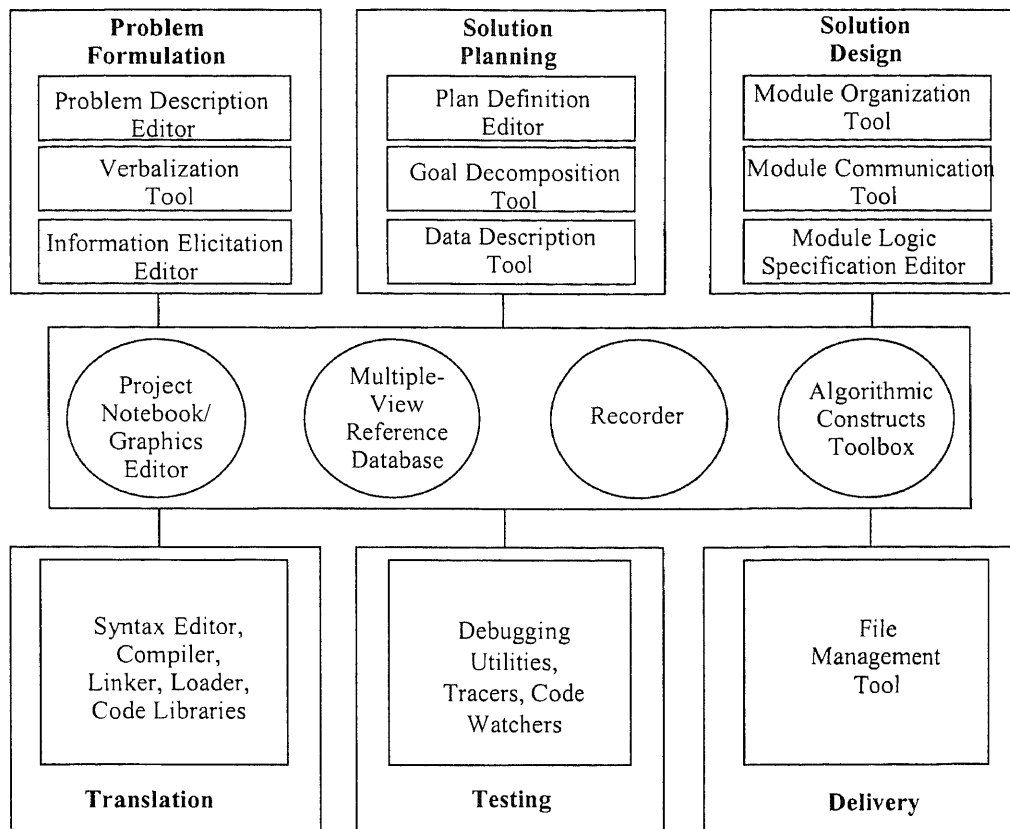 Problem
Formulation
Problem Description
Editor
Verbalization
Tool
Information Elicitation
Editor
Solution
Planning
Plan Definition
Editor
Goal Decomposition
Tool
Data Description
Tool
Solution
Design
Module Organization
Tool
Module Communication
Tool
Module Logic
Specification Editor
Project
Notebook/
Graphics
Editor
Multiple-
View
Reference
Database
Recorder
Algorithmic
Constructs
Toolbox
Syntax Editor,
Compiler,
Linker, Loader,
Code Libraries
Translation
Debugging
Utilities,
Tracers, Code
Watchers
Testing
File
Management
Tool
Delivery